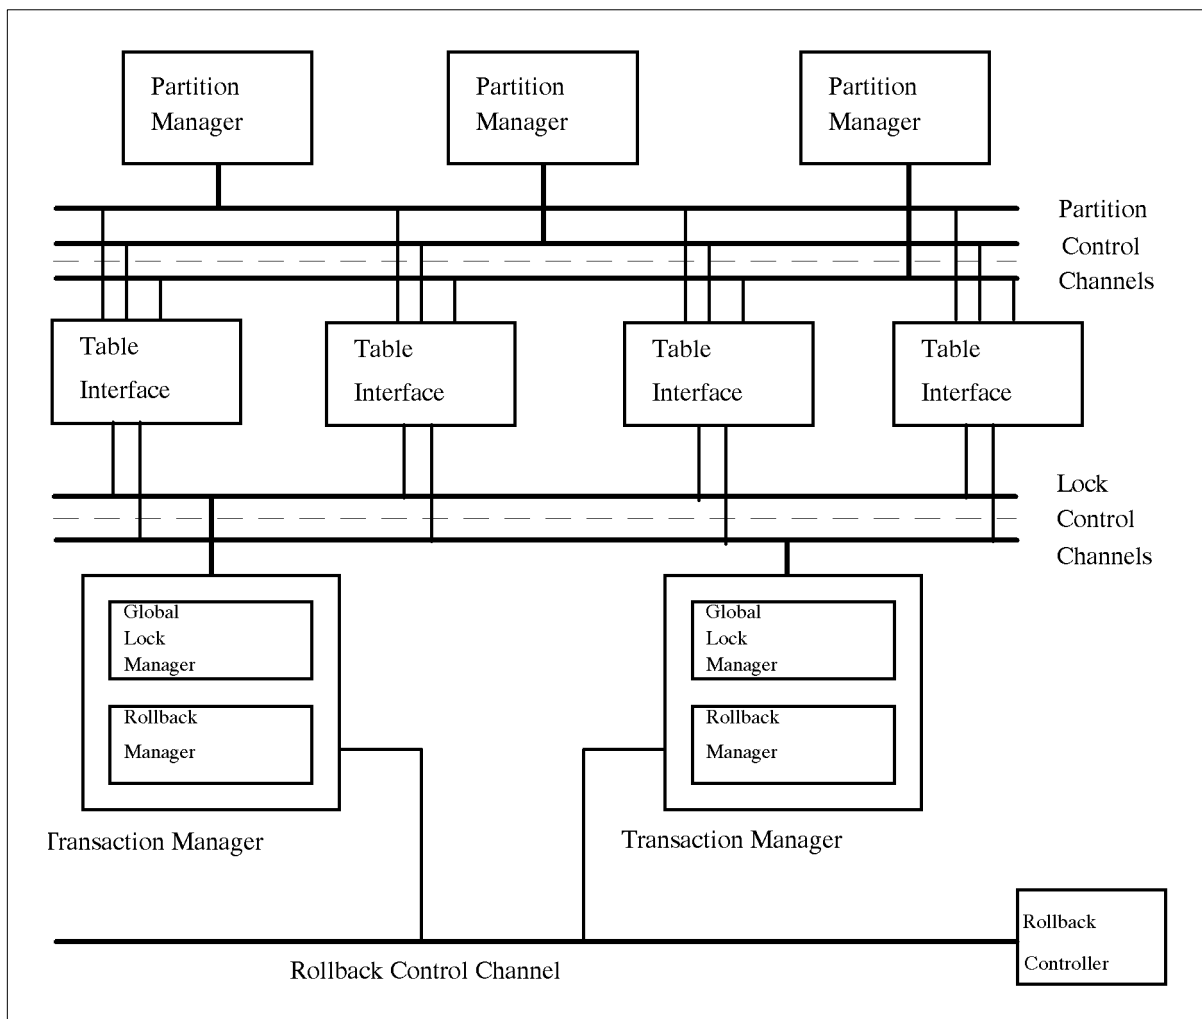 Partition
Manager
Partition
Manager
Partition
Manager
Partition
Control
Channels
Table
Interface
Table
Interface
Table
Interface
Table
Interface
Lock
Control
Channels
Global
Lock
Manager
Rollback
Manager
Transaction Manager
Global
Lock
Manager
Rollback
Manager
Transaction Manager
Rollback
Controller
Rollback Control Channel